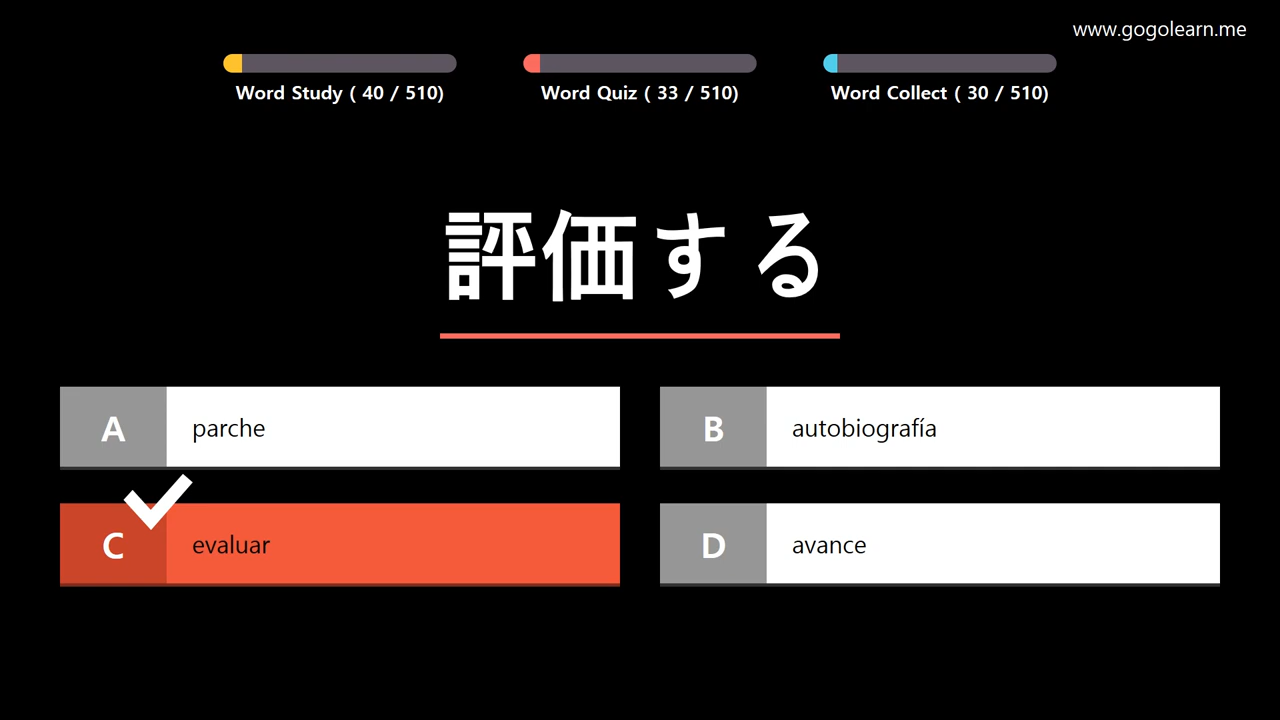 www.gogolearn.me
Word Study ( 40 / 510)
Word Quiz ( 33 / 510)
Word Collect ( 30 / 510)
評価する
A parche
B autobiografía
C evaluar
D avance